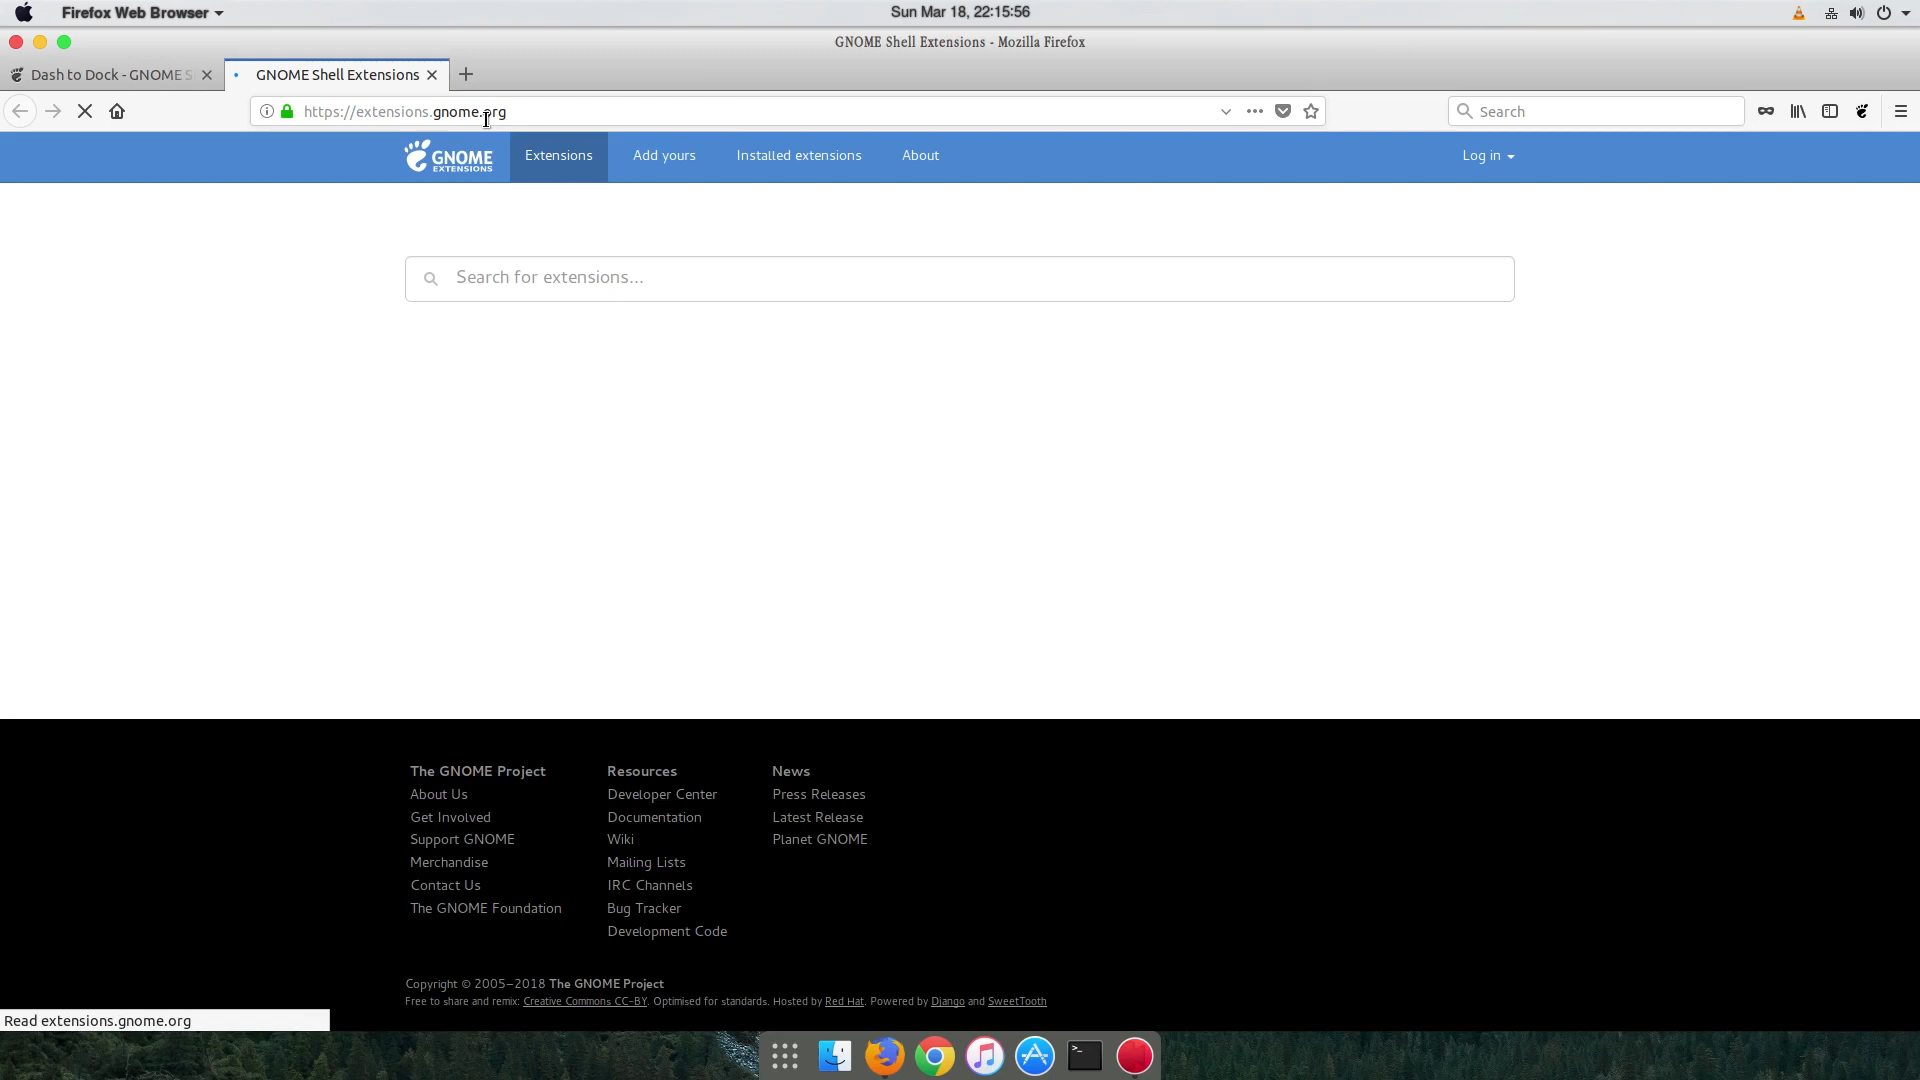 Firefox Web Browser
Sun Mar 18, 22:15:56
GNOME Shell Extensions - Mozilla Firefox
Dash to Dock - GNOME S
GNOME Shell Extensions
https://extensions.gnome.org
Search
GNOME
EXTENSIONS
Extensions
Add yours
Installed extensions
About
Log in
Search for extensions...
The GNOME Project
About Us
Get Involved
Support GNOME
Merchandise
Contact Us
The GNOME Foundation
Resources
Developer Center
Documentation
Wiki
Mailing Lists
IRC Channels
Bug Tracker
Development Code
News
Press Releases
Latest Release
Planet GNOME
Copyright © 2005–2018 The GNOME Project
Free to share and remix: Creative Commons CC-BY. Optimised for standards. Hosted by Red Hat. Powered by Django and SweetTooth
Read extensions.gnome.org
>_